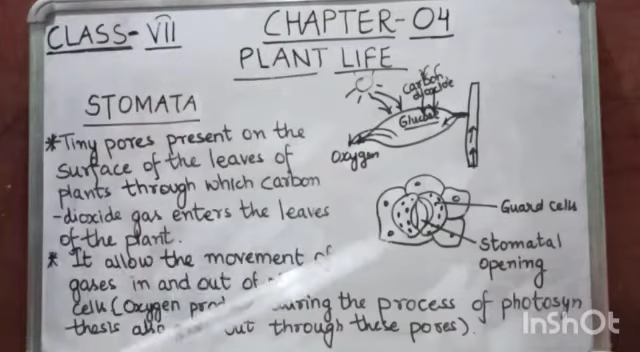 CLASS-VII
CHAPTER-04
PLANT LIFE
STOMATA
*Tiny pores present on the
surface of the leaves of
plants through which carbon
-dioxide gas enters the leaves
of the plant.
* It allow the movement of
gases in and out of
cells (Oxygen the process of photosyn
thesis through these pores).
Carbon
dioxide
Glucose
Oxygen
Guard cells
Stomatal
opening
InShOt